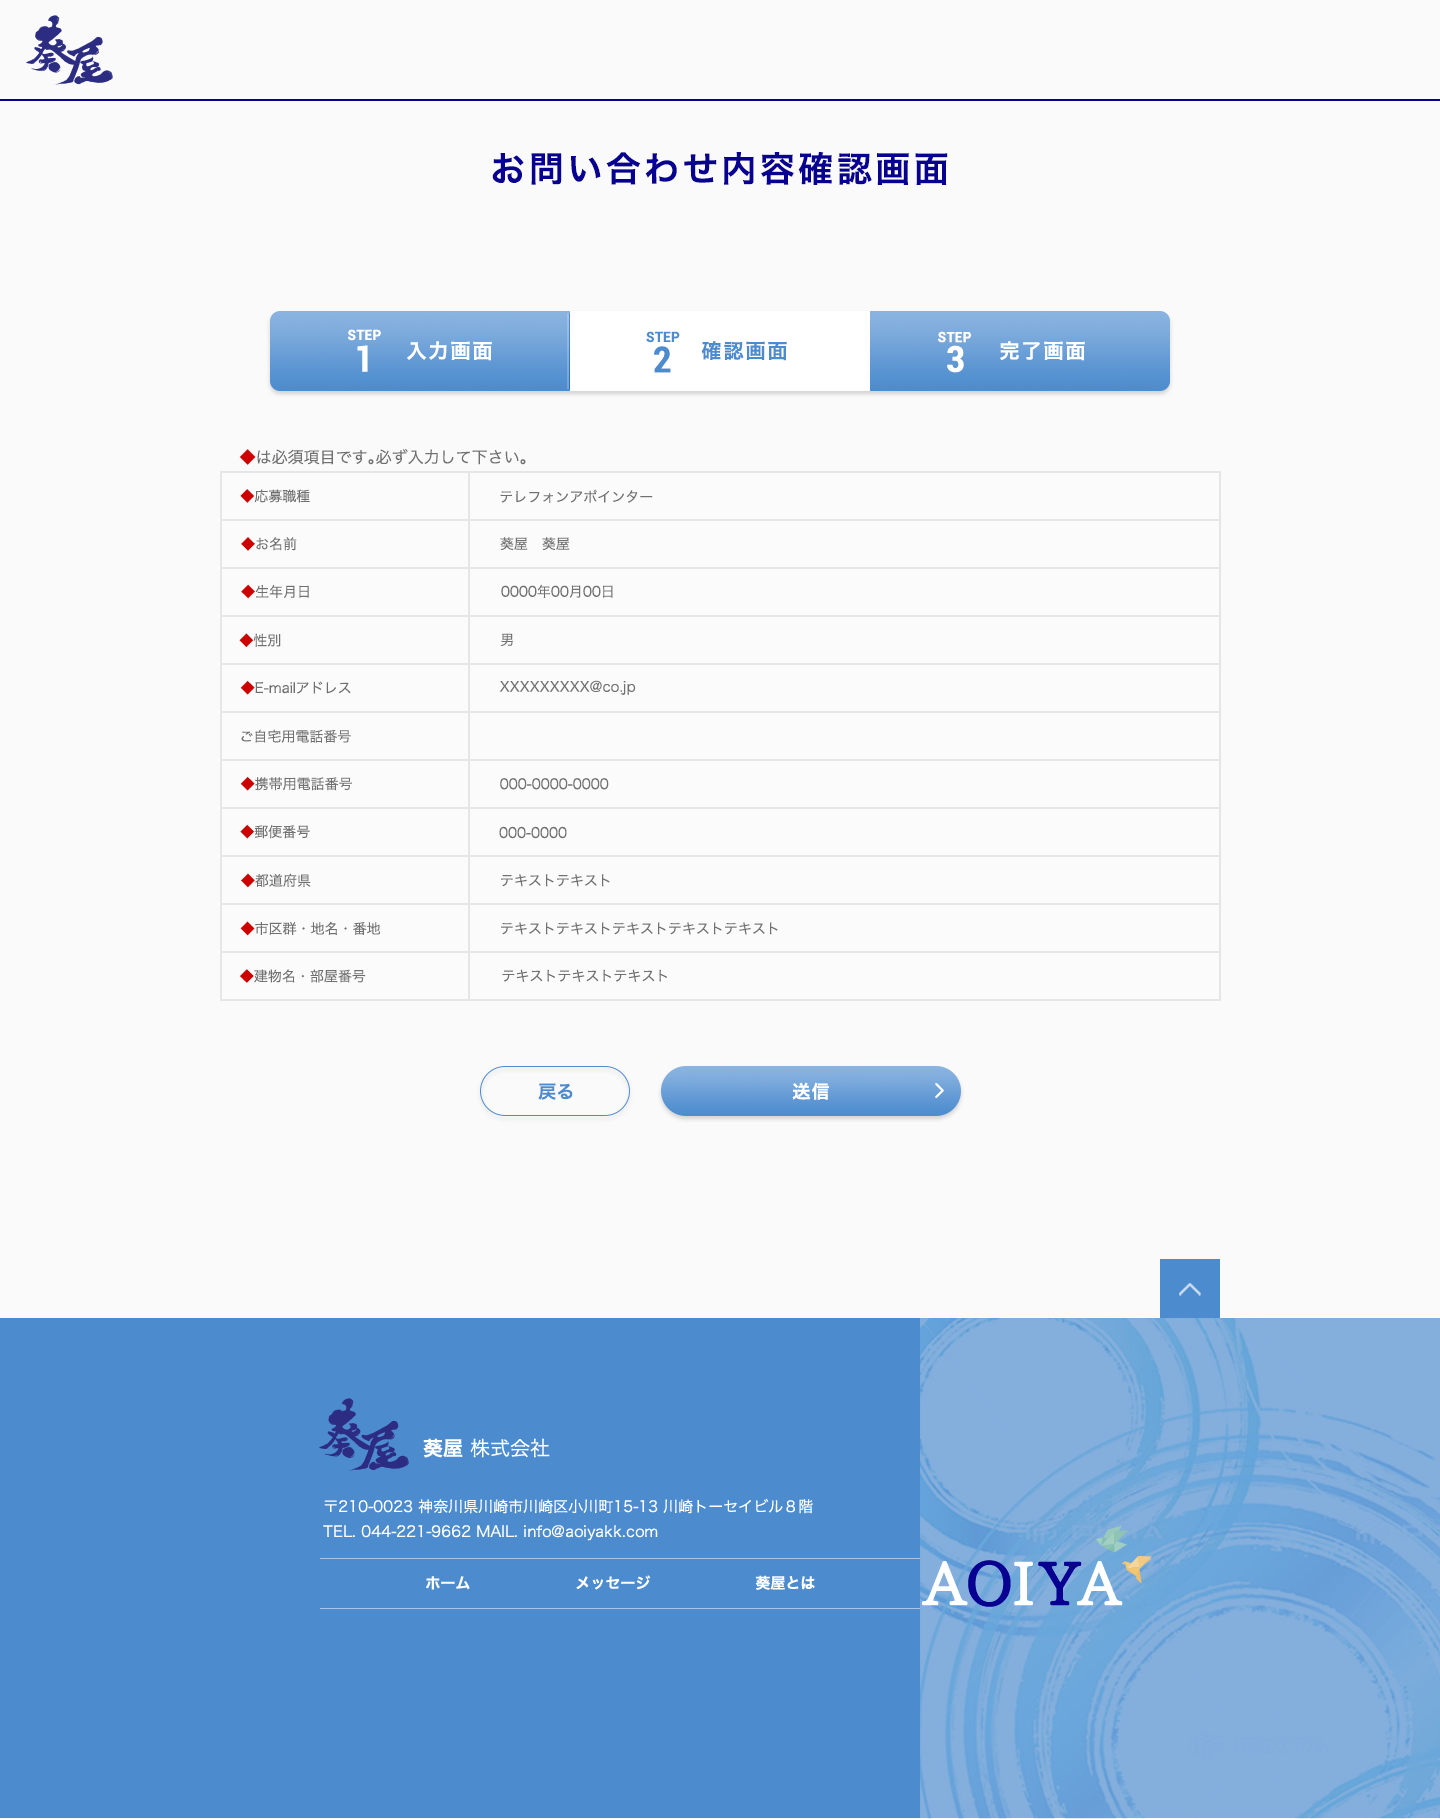 葵屋
お問い合わせ内容確認画面
STEP 1 入力画面
STEP 2 確認画面
STEP 3 完了画面
◆は必須項目です。必ず入力して下さい。
◆応募職種 テレフォンアポインター
◆お名前 葵屋　葵屋
◆生年月日 0000年00月00日
◆性別 男
◆E-mailアドレス XXXXXXXXX@co.jp
ご自宅用電話番号
◆携帯用電話番号 000-0000-0000
◆郵便番号 000-0000
◆都道府県 テキストテキスト
◆市区群・地名・番地 テキストテキストテキストテキストテキスト
◆建物名・部屋番号 テキストテキストテキスト
戻る 送信
葵屋 葵屋 株式会社
〒210-0023 神奈川県川崎市川崎区小川町15-13 川崎トーセイビル８階
TEL. 044-221-9662 MAIL. info@aoiyakk.com
ホーム メッセージ 葵屋とは
AOIYA